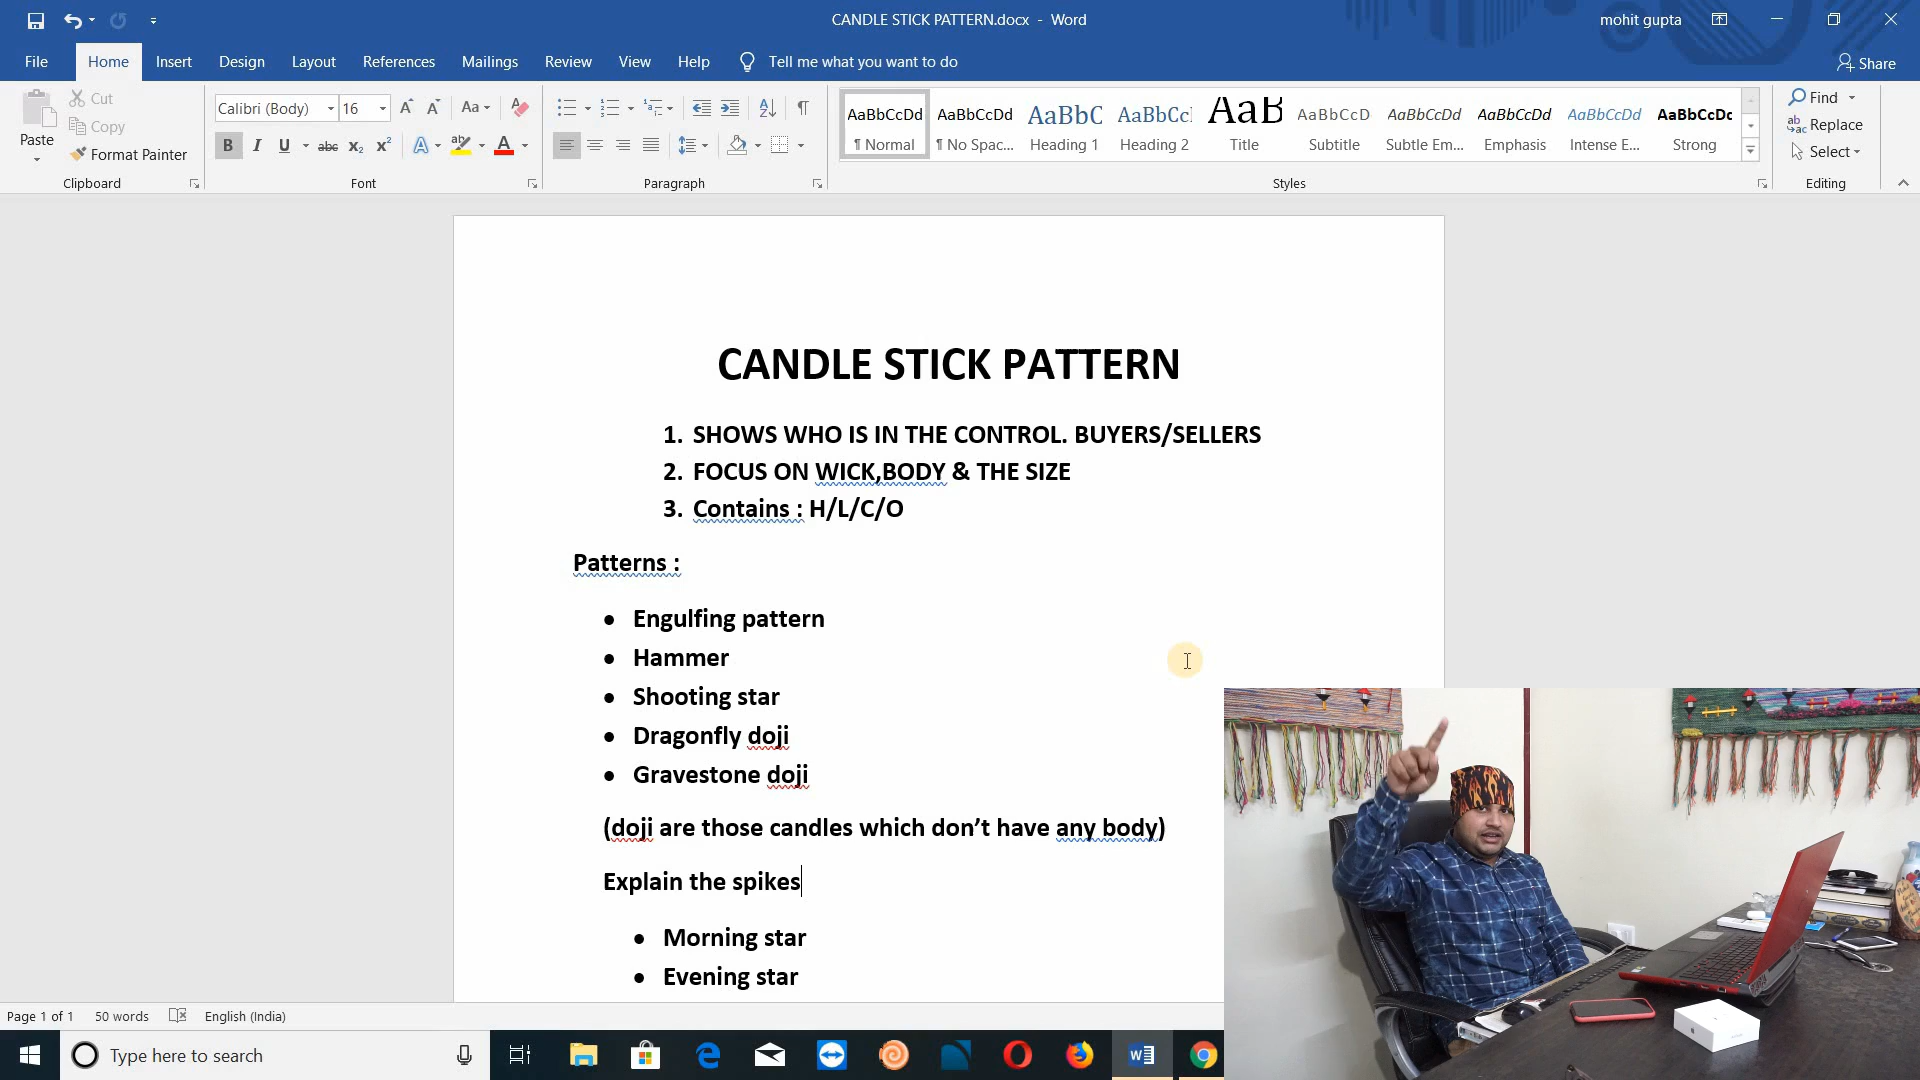 CANDLE STICK PATTERN.docx - Word
mohit gupta
File Home Insert Design Layout References Mailings Review View Help Tell me what you want to do
Share
Paste
Cut
Copy
Format Painter
Clipboard
Calibri (Body) 16
Font
Paragraph
AaBbCcDd AaBbCcDd AaBbC AaBbCc AaB AaBbCcD AaBbCcDd AaBbCcDd AaBbCcDd AaBbCcDc
¶ Normal ¶ No Spac... Heading 1 Heading 2 Title Subtitle Subtle Em... Emphasis Intense E... Strong
Styles
Find
Replace
Select
Editing
CANDLE STICK PATTERN
1. SHOWS WHO IS IN THE CONTROL. BUYERS/SELLERS
2. FOCUS ON WICK,BODY & THE SIZE
3. Contains : H/L/C/O
Patterns :
• Engulfing pattern
• Hammer
• Shooting star
• Dragonfly doji
• Gravestone doji
(doji are those candles which don’t have any body)
Explain the spikes
• Morning star
• Evening star
Page 1 of 1 50 words English (India)
Type here to search